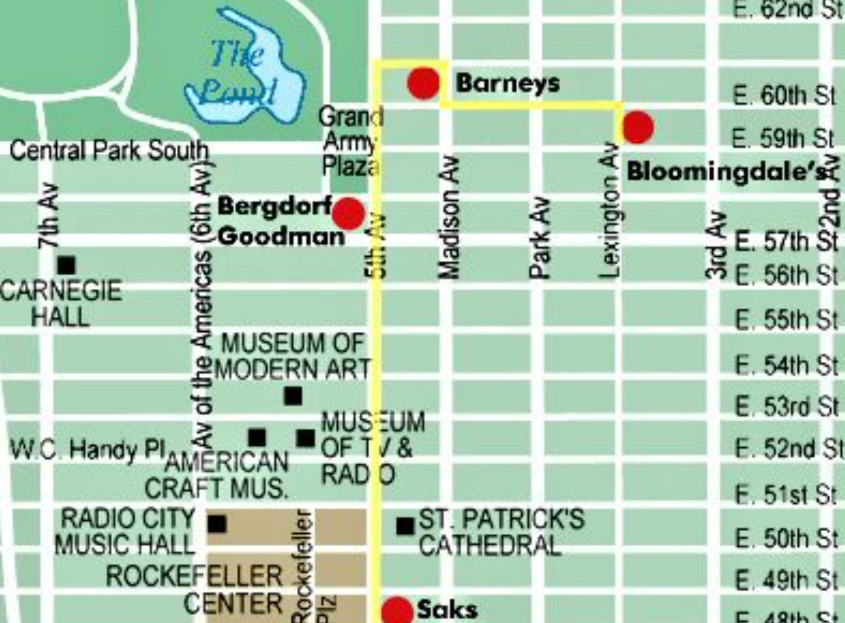 E. 62nd St
The
Pond
Barneys
E. 60th St
Grand
Army
Plaza
E. 59th St
Central Park South
Bloomingdale's
7th Av
Av of the Americas (6th Av)
5th Av
Madison Av
Park Av
Lexington Av
3rd Av
2nd Av
Bergdorf
Goodman
E. 57th St
CARNEGIE
HALL
E. 56th St
E. 55th St
MUSEUM OF
MODERN ART
E. 54th St
E. 53rd St
MUSEUM
OF TV &
RADIO
W.C. Handy Pl
E. 52nd St
AMERICAN
CRAFT MUS.
E. 51st St
RADIO CITY
MUSIC HALL
ST. PATRICK'S
CATHEDRAL
E. 50th St
ROCKEFELLER
CENTER
Rockefeller
Plz
E. 49th St
Saks
E. 48th St